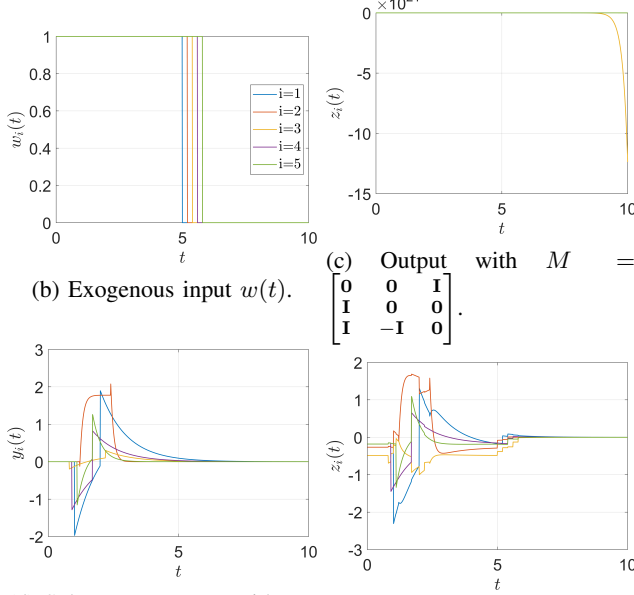 1
0.8
0.6
0.4
0.2
0
0
5
10
w_i(t)
t
i=1
i=2
i=3
i=4
i=5
0
-5
-10
-15
0
5
10
z_i(t)
t
(b) Exogenous input w(t).
(c) Output with M =
[0 0 I
I 0 0
I −I 0].
3
2
1
0
-1
-2
0
5
10
y_i(t)
t
2
1
0
-1
-2
-3
0
5
10
z_i(t)
t